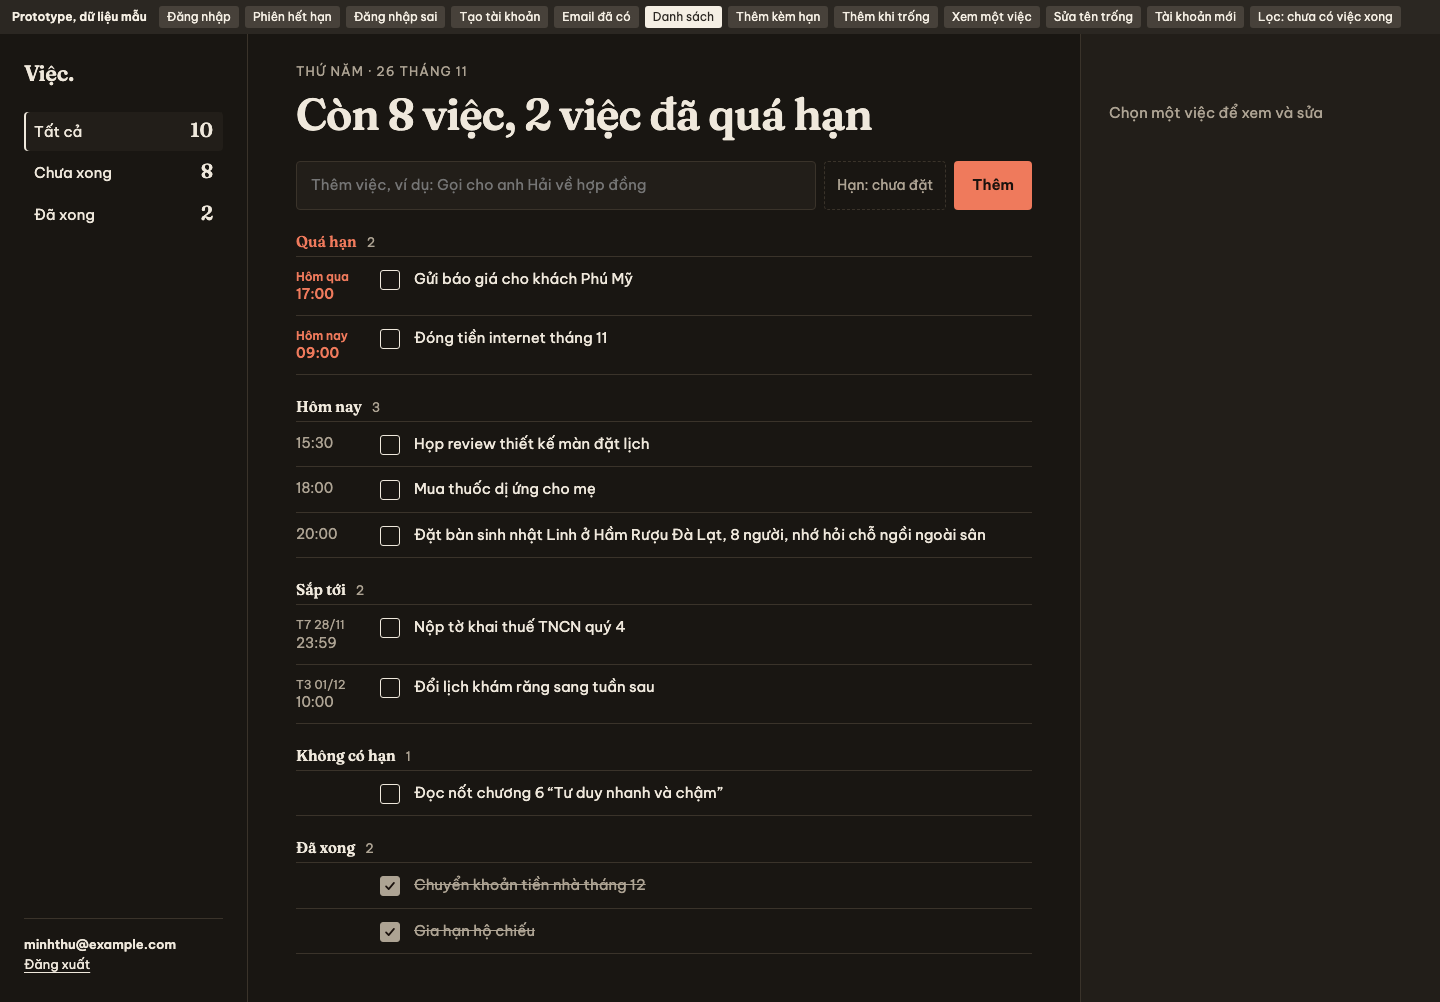 Prototype, dữ liệu mẫu Đăng nhập Phiên hết hạn Đăng nhập sai Tạo tài khoản Email đã có Danh sách Thêm kèm hạn Thêm khi trống Xem một việc Sửa tên trống Tài khoản mới Lọc: chưa có việc xong
Việc.
Tất cả 10
Chưa xong 8
Đã xong 2
minhthu@example.com
Đăng xuất
THỨ NĂM · 26 THÁNG 11
Còn 8 việc, 2 việc đã quá hạn
Thêm việc, ví dụ: Gọi cho anh Hải về hợp đồng Hạn: chưa đặt Thêm
Quá hạn 2
Hôm qua
17:00 Gửi báo giá cho khách Phú Mỹ
Hôm nay
09:00 Đóng tiền internet tháng 11
Hôm nay 3
15:30 Họp review thiết kế màn đặt lịch
18:00 Mua thuốc dị ứng cho mẹ
20:00 Đặt bàn sinh nhật Linh ở Hầm Rượu Đà Lạt, 8 người, nhớ hỏi chỗ ngồi ngoài sân
Sắp tới 2
T7 28/11
23:59 Nộp tờ khai thuế TNCN quý 4
T3 01/12
10:00 Đổi lịch khám răng sang tuần sau
Không có hạn 1
Đọc nốt chương 6 “Tư duy nhanh và chậm”
Đã xong 2
Chuyển khoản tiền nhà tháng 12
Gia hạn hộ chiếu
Chọn một việc để xem và sửa